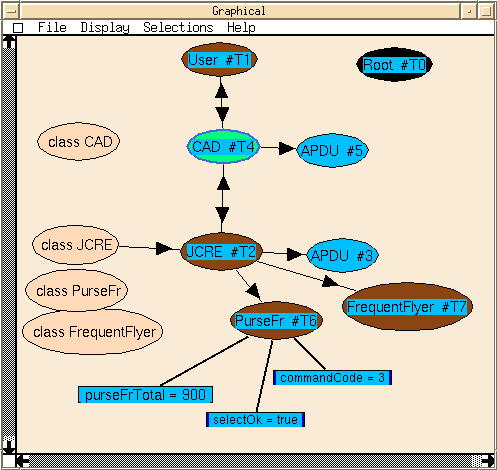 Graphical
File Display Selections Help
User #T1
Root #T0
class CAD
CAD #T4
APDU #5
class JCRE
JCRE #T2
APDU #3
class PurseFr
FrequentFlyer #T7
PurseFr #T6
class FrequentFlyer
commandCode = 3
purseFrTotal = 900
selectOk = true